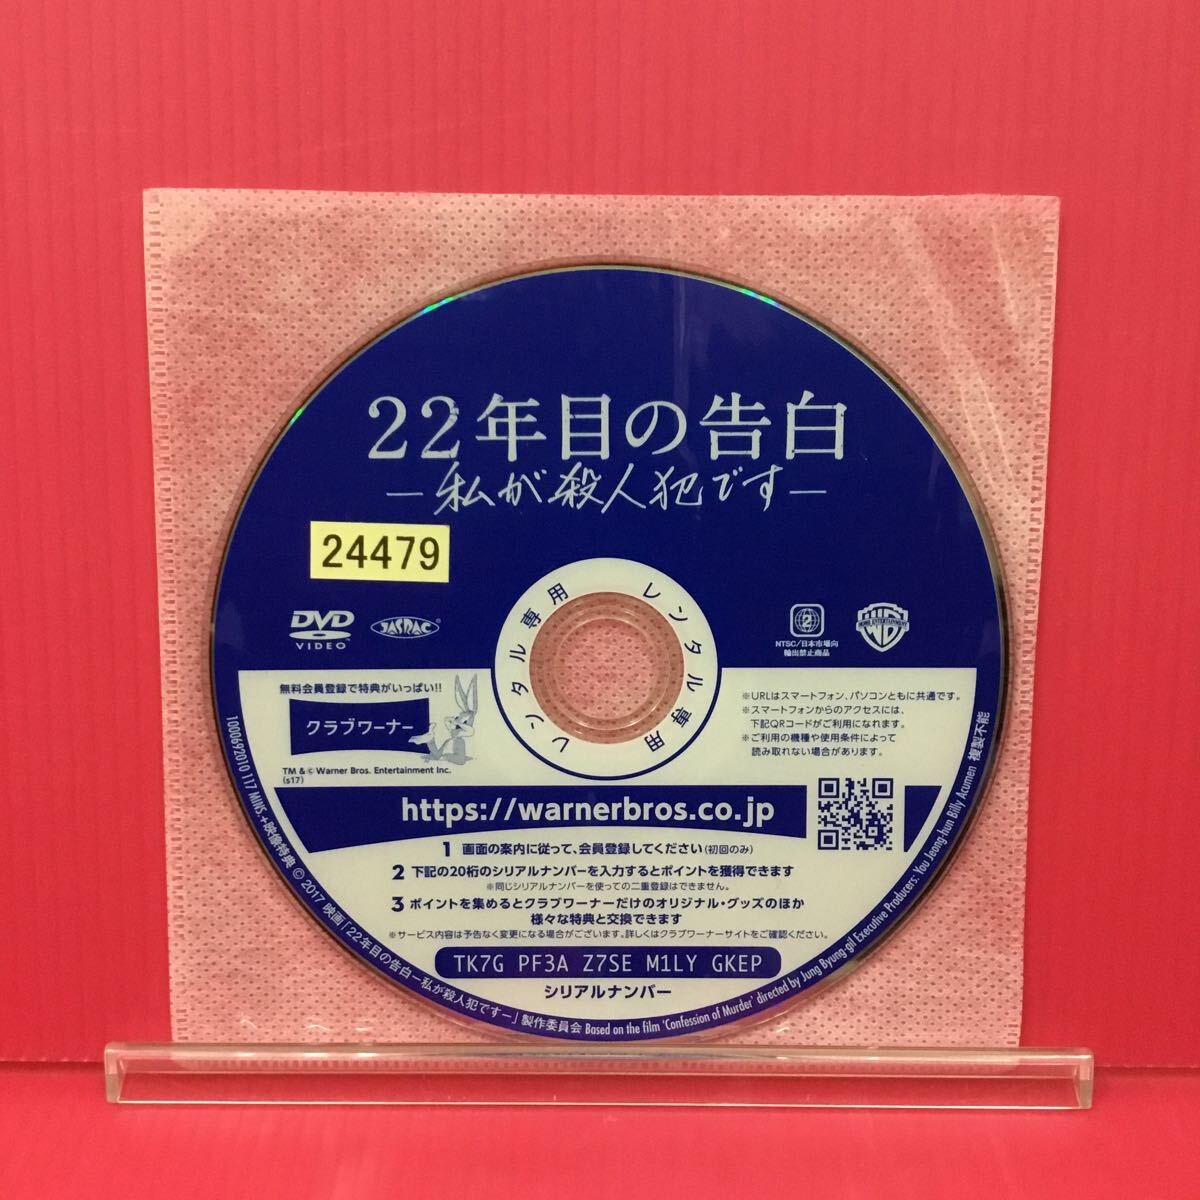 22年目の告白
―私が殺人犯です―
24479
レンタル専用
レンタル専用
DVD
VIDEO
JASRAC
2
NTSC/日本市場向
輸出禁止商品
WB
HOME ENTERTAINMENT
無料会員登録で特典がいっぱい!!
クラブワーナー
TM & © Warner Bros. Entertainment Inc.
(s17)
※URLはスマートフォン、パソコンともに共通です。
※スマートフォンからのアクセスには、
下記QRコードがご利用になれます。
※ご利用の機種や使用条件によって
読み取れない場合があります。
https://warnerbros.co.jp
1 画面の案内に従って、会員登録してください(初回のみ)
2 下記の20桁のシリアルナンバーを入力するとポイントを獲得できます
※同じシリアルナンバーを使っての二重登録はできません。
3 ポイントを集めるとクラブワーナーだけのオリジナル・グッズのほか
様々な特典と交換できます
※サービス内容は予告なく変更になる場合がございます。詳しくはクラブワーナーサイトをご確認ください。
TK7G PF3A Z7SE M1LY GKEP
シリアルナンバー
1000692010 117 MINS.+映像特典 © 2017 映画「22年目の告白―私が殺人犯です―」製作委員会 Based on the film 'Confession of Murder' directed by Jung Byung-gil Executive Producers: You Jeong-hun Billy Acumen 複製不能